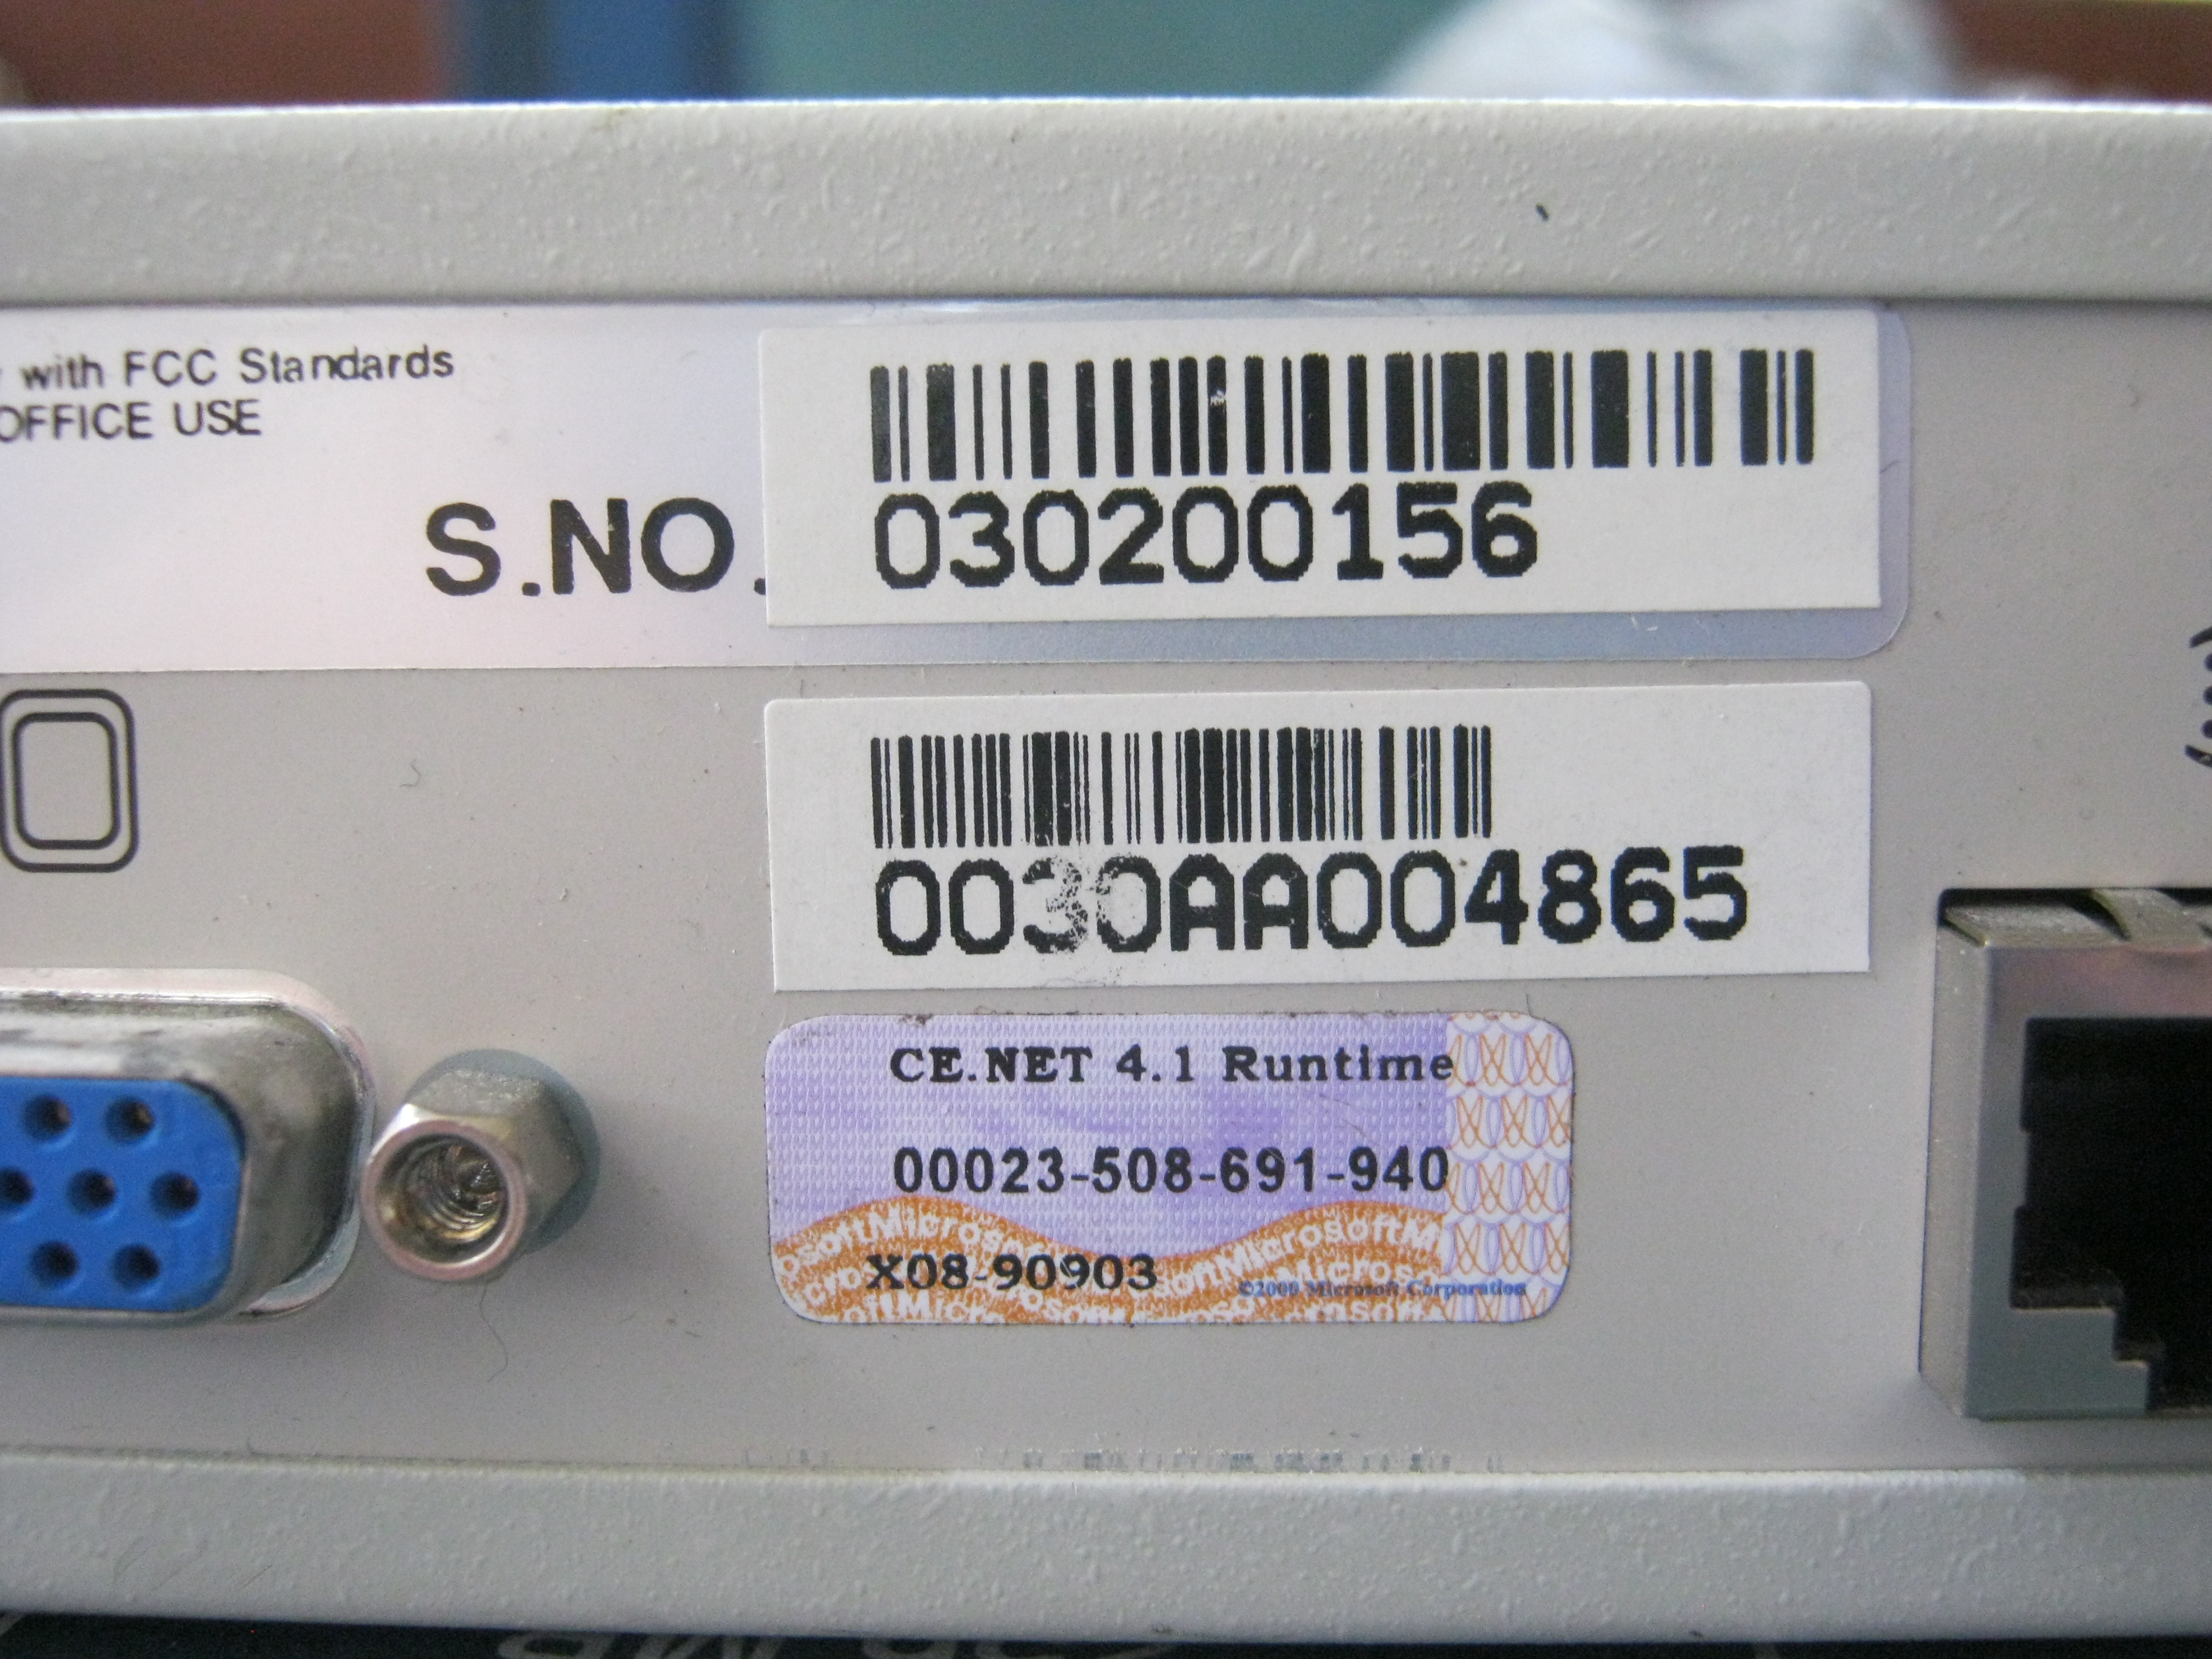 with FCC Standards
OFFICE USE
S.NO.
030200156
0030AA004865
CE.NET 4.1 Runtime
00023-508-691-940
X08-90903
©2000 Microsoft Corporation